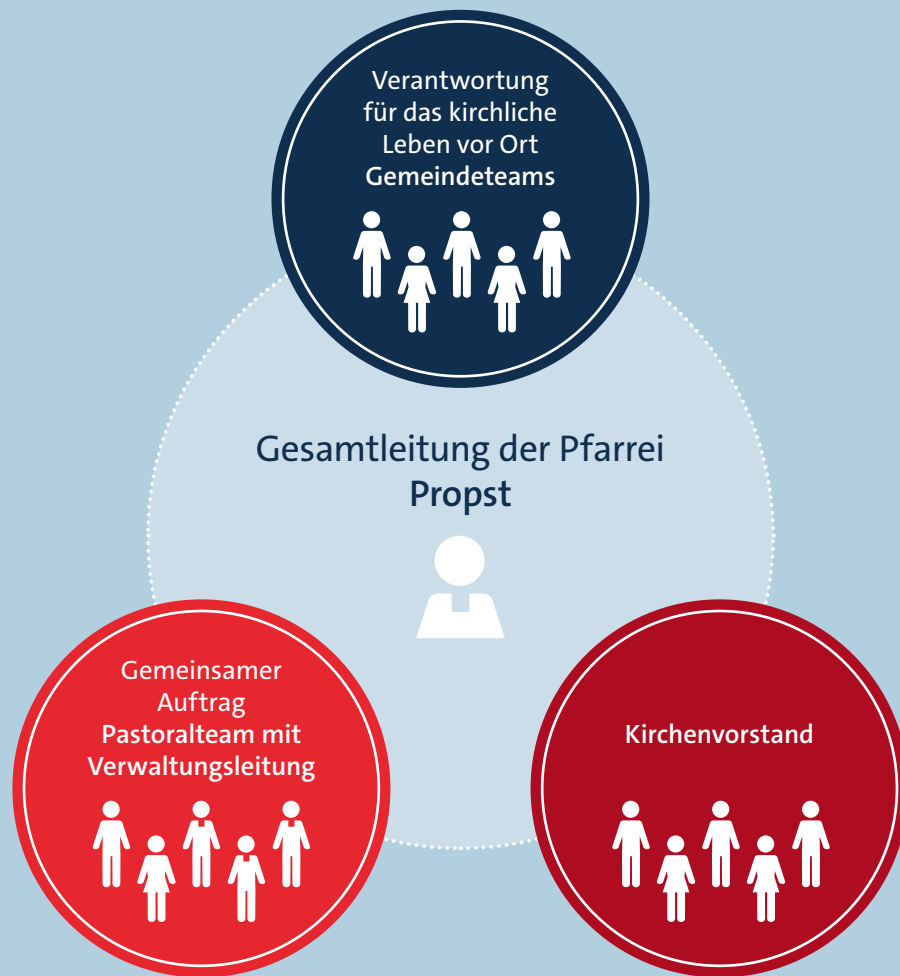 Verantwortung
für das kirchliche
Leben vor Ort
Gemeindeteams
Gesamtleitung der Pfarrei
Propst
Gemeinsamer
Auftrag
Pastoralteam mit
Verwaltungsleitung
Kirchenvorstand